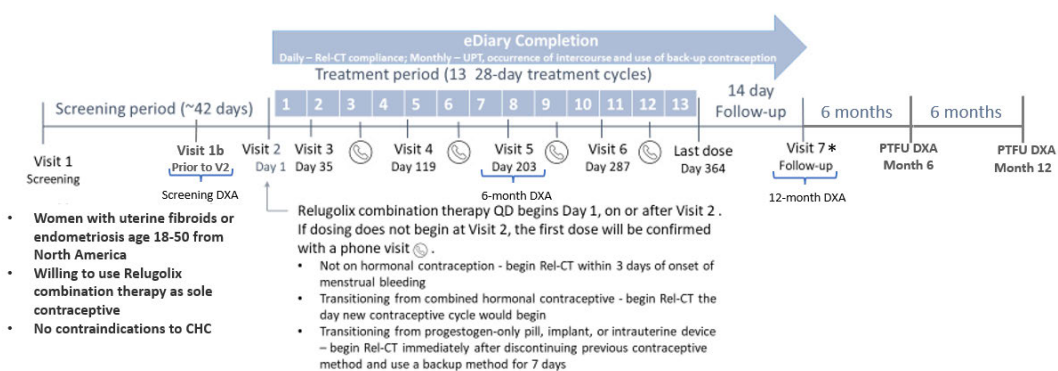 eDiary Completion
Daily – Rel-CT compliance; Monthly – UPT, occurrence of intercourse and use of back-up contraception
Treatment period (13 28-day treatment cycles)
1 2 3 4 5 6 7 8 9 10 11 12 13
Screening period (~42 days)
14 day
Follow-up
6 months
6 months
Visit 1
Screening
Visit 1b
Prior to V2
Screening DXA
Visit 2
Day 1
Visit 3
Day 35
Visit 4
Day 119
Visit 5
Day 203
6-month DXA
Visit 6
Day 287
Last dose
Day 364
Visit 7*
Follow-up
12-month DXA
PTFU DXA
Month 6
PTFU DXA
Month 12
• Women with uterine fibroids or
endometriosis age 18-50 from
North America
• Willing to use Relugolix
combination therapy as sole
contraceptive
• No contraindications to CHC
Relugolix combination therapy QD begins Day 1, on or after Visit 2 .
If dosing does not begin at Visit 2, the first dose will be confirmed
with a phone visit .
• Not on hormonal contraception - begin Rel-CT within 3 days of onset of
menstrual bleeding
• Transitioning from combined hormonal contraceptive - begin Rel-CT the
day new contraceptive cycle would begin
• Transitioning from progestogen-only pill, implant, or intrauterine device
– begin Rel-CT immediately after discontinuing previous contraceptive
method and use a backup method for 7 days